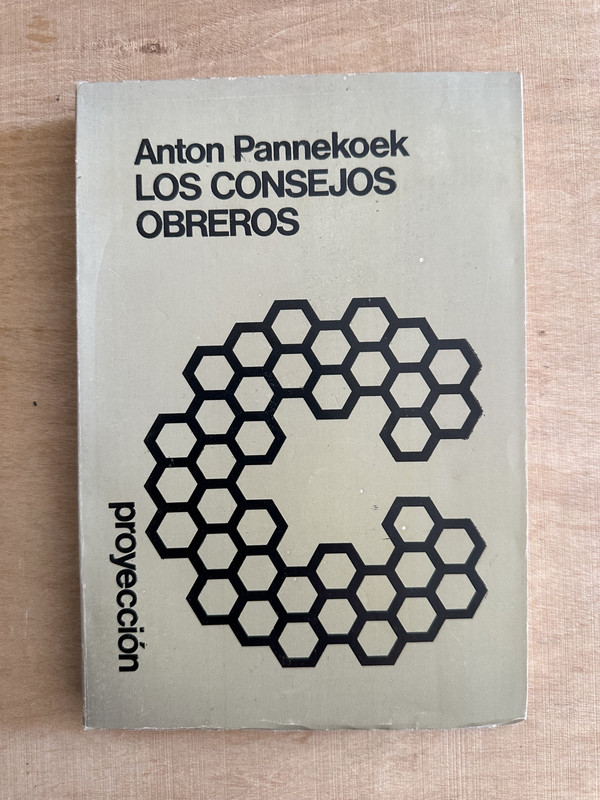 Anton Pannekoek
LOS CONSEJOS
OBREROS
proyección